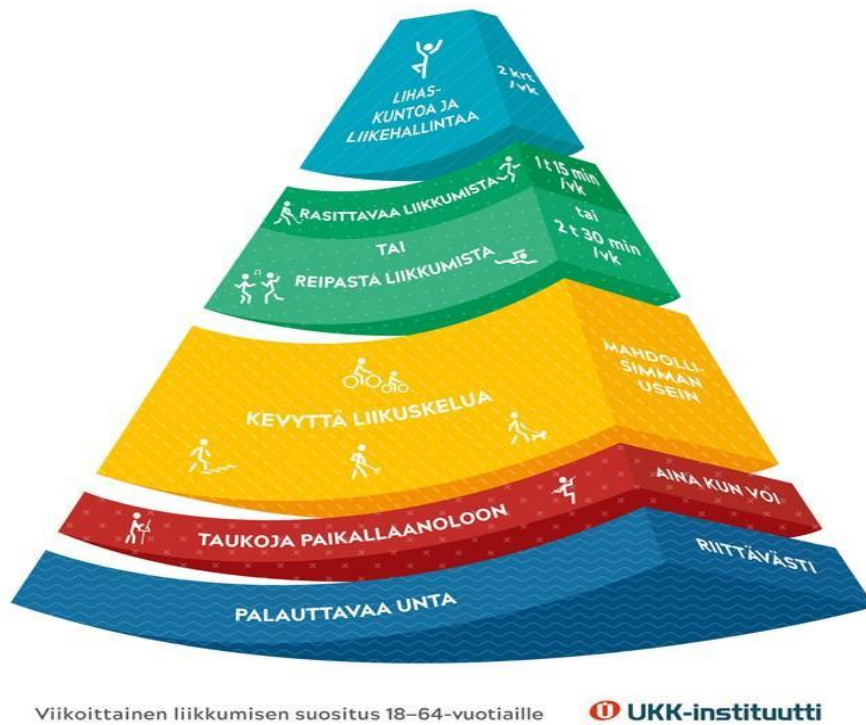 LIHAS-
KUNTOA JA
LIIKEHALLINTAA
2 krt
/vk
RASITTAVAA LIIKKUMISTA
1 t 15 min
/vk
TAI
tai
REIPASTA LIIKKUMISTA
2 t 30 min
/vk
KEVYTTÄ LIIKUSKELUA
MAHDOLLI-
SIMMAN
USEIN
TAUKOJA PAIKALLAANOLOON
AINA KUN VOI
PALAUTTAVAA UNTA
RIITTÄVÄSTI
Viikoittainen liikkumisen suositus 18–64-vuotiaille
UKK-instituutti